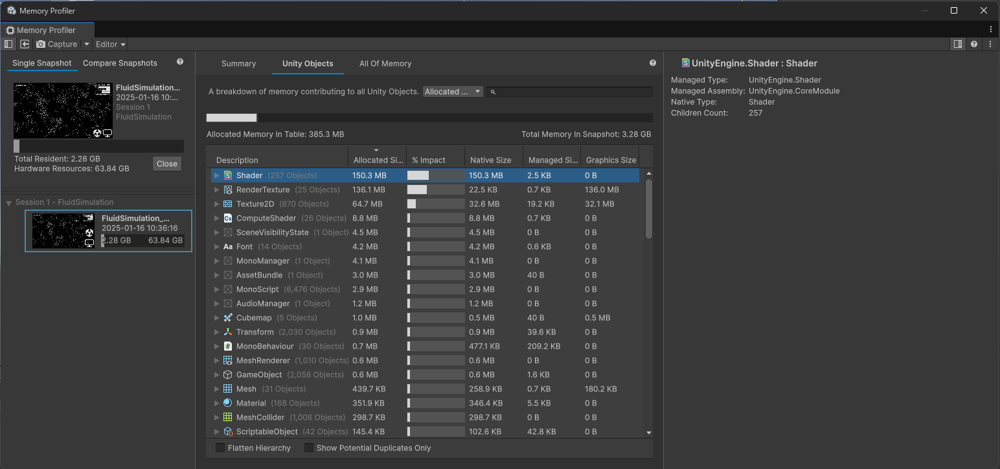 Memory Profiler
Memory Profiler
Capture Editor
Single Snapshot Compare Snapshots
FluidSimulation...
2025-01-16 10:...
Session 1
FluidSimulation
Total Resident: 2.28 GB
Hardware Resources: 63.84 GB
Close
Session 1 - FluidSimulation
FluidSimulation_...
2025-01-16 10:36:16
2.28 GB 63.84 GB
Summary Unity Objects All Of Memory
A breakdown of memory contributing to all Unity Objects. Allocated ...
Allocated Memory In Table: 385.3 MB Total Memory In Snapshot: 3.28 GB
Description Allocated Si... % Impact Native Size Managed Si... Graphics Size
Shader (257 Objects) 150.3 MB 150.3 MB 2.5 KB 0 B
RenderTexture (25 Objects) 136.1 MB 22.5 KB 0.7 KB 136.0 MB
Texture2D (870 Objects) 64.7 MB 32.6 MB 19.2 KB 32.1 MB
Cs ComputeShader (26 Objects) 8.8 MB 8.8 MB 0.7 KB 0 B
SceneVisibilityState (1 Object) 4.5 MB 4.5 MB 0 B 0 B
Aa Font (14 Objects) 4.2 MB 4.2 MB 0.6 KB 0 B
MonoManager (1 Object) 4.1 MB 4.1 MB 0 B 0 B
AssetBundle (1 Object) 3.0 MB 3.0 MB 40 B 0 B
MonoScript (6,476 Objects) 2.9 MB 2.9 MB 0 B 0 B
AudioManager (1 Object) 1.2 MB 1.2 MB 0 B 0 B
Cubemap (5 Objects) 1.0 MB 0.5 MB 40 B 0.5 MB
Transform (2,030 Objects) 0.9 MB 0.9 MB 39.6 KB 0 B
# MonoBehaviour (30 Objects) 0.7 MB 477.1 KB 209.2 KB 0 B
MeshRenderer (1,010 Objects) 0.6 MB 0.6 MB 0 B 0 B
GameObject (2,058 Objects) 0.6 MB 0.6 MB 1.6 KB 0 B
Mesh (31 Objects) 439.7 KB 258.9 KB 0.7 KB 180.2 KB
Material (168 Objects) 351.9 KB 346.4 KB 5.5 KB 0 B
MeshCollider (1,006 Objects) 298.7 KB 298.7 KB 0 B 0 B
ScriptableObject (42 Objects) 145.4 KB 102.6 KB 42.8 KB 0 B
Flatten Hierarchy Show Potential Duplicates Only
S UnityEngine.Shader : Shader
Managed Type: UnityEngine.Shader
Managed Assembly: UnityEngine.CoreModule
Native Type: Shader
Children Count: 257